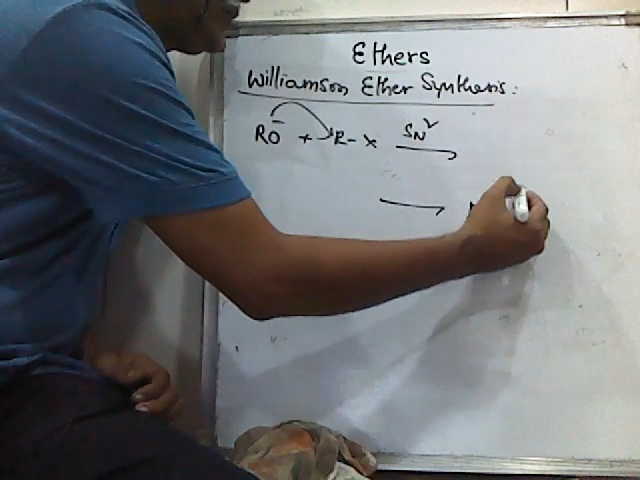 Ethers
Williamson Ether Synthesis:
RO⁻ + R-X SN²